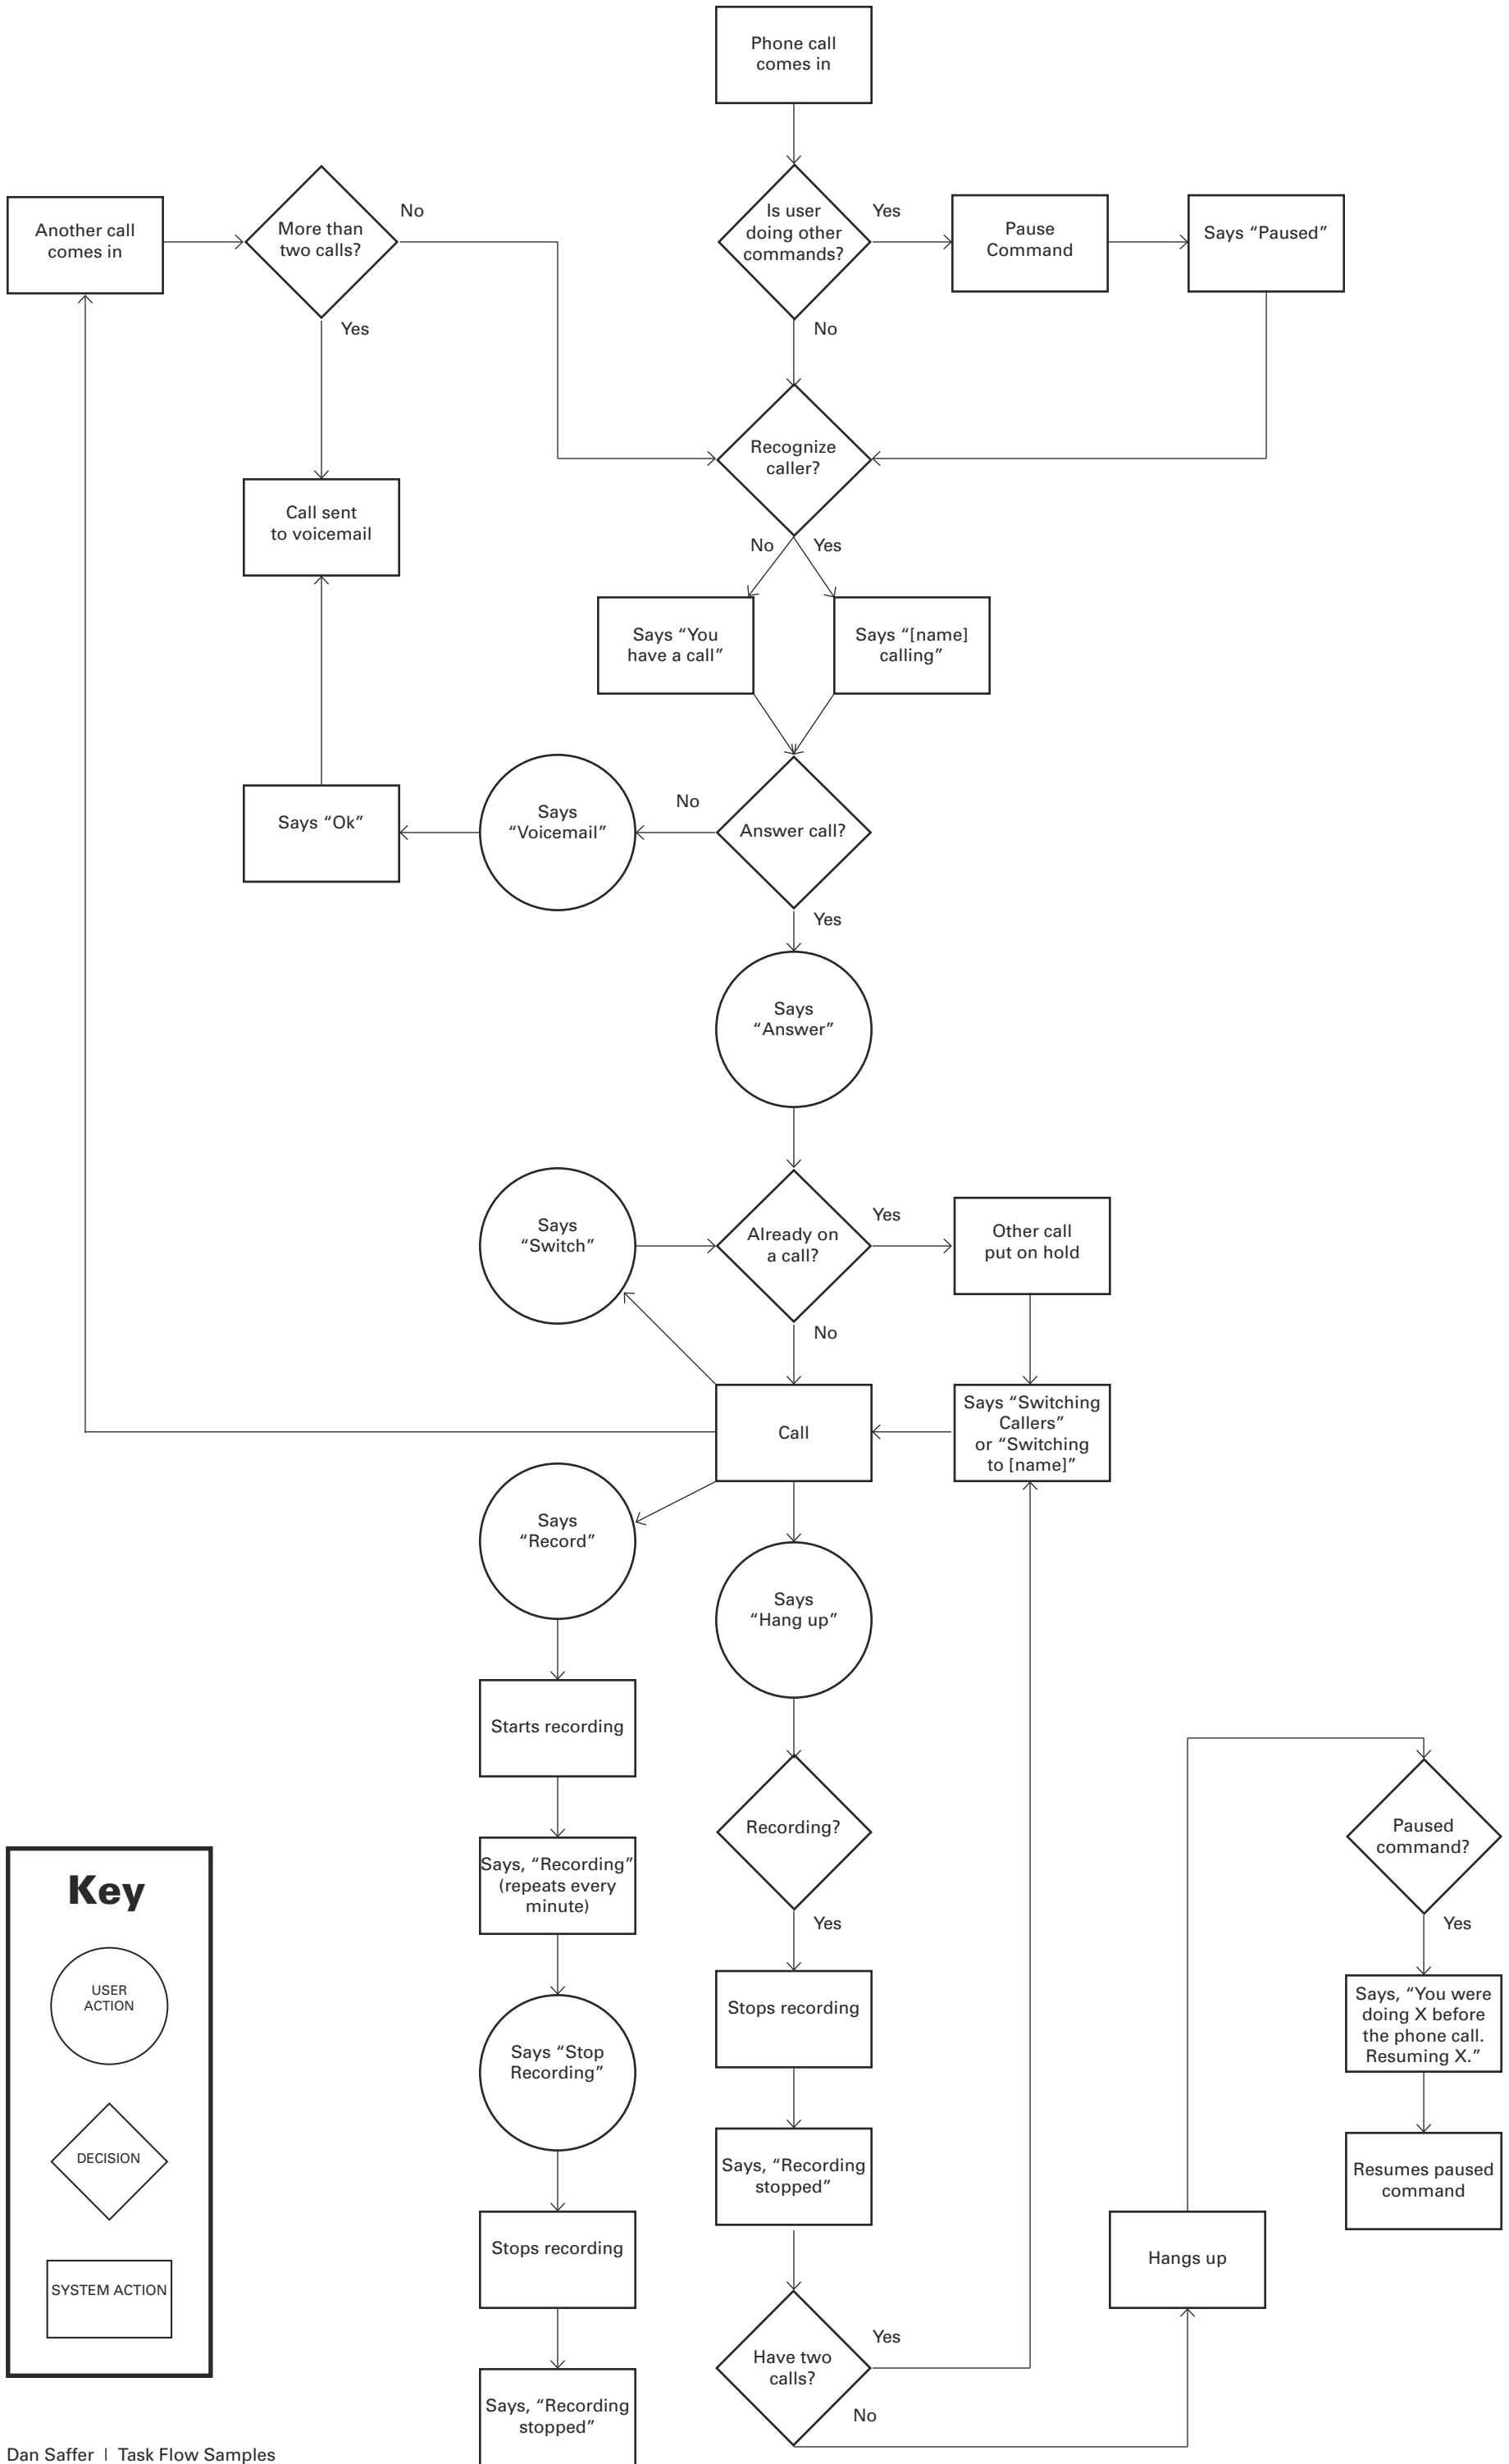 Phone call
comes in
Another call
comes in
More than
two calls?
No
Is user
doing other
commands?
Yes
Pause
Command
Says “Paused”
Yes
No
Recognize
caller?
Call sent
to voicemail
No
Yes
Says “You
have a call”
Says “[name]
calling”
Says “Ok”
Says
“Voicemail”
No
Answer call?
Yes
Says
“Answer”
Says
“Switch”
Already on
a call?
Yes
Other call
put on hold
No
Call
Says “Switching
Callers”
or “Switching
to [name]”
Says
“Record”
Says
“Hang up”
Starts recording
Recording?
Paused
command?
Says, “Recording”
(repeats every
minute)
Yes
Yes
Stops recording
Says, “You were
doing X before
the phone call.
Resuming X.”
Says “Stop
Recording”
Says, “Recording
stopped”
Resumes paused
command
Stops recording
Hangs up
Have two
calls?
Yes
No
Says, “Recording
stopped”
Key
USER
ACTION
DECISION
SYSTEM ACTION
Dan Saffer | Task Flow Samples